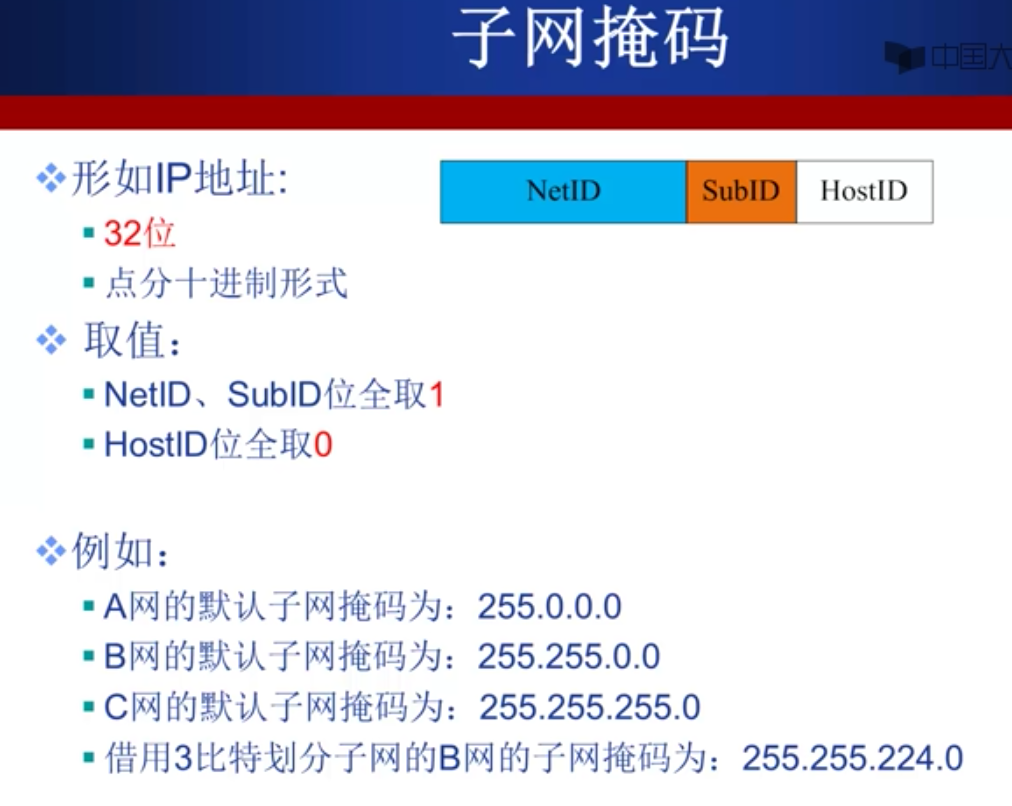 子网掩码
中国大
形如IP地址:
NetID SubID HostID
32位
点分十进制形式
取值：
NetID、SubID位全取1
HostID位全取0
例如：
A网的默认子网掩码为：255.0.0.0
B网的默认子网掩码为：255.255.0.0
C网的默认子网掩码为：255.255.255.0
借用3比特划分子网的B网的子网掩码为：255.255.224.0